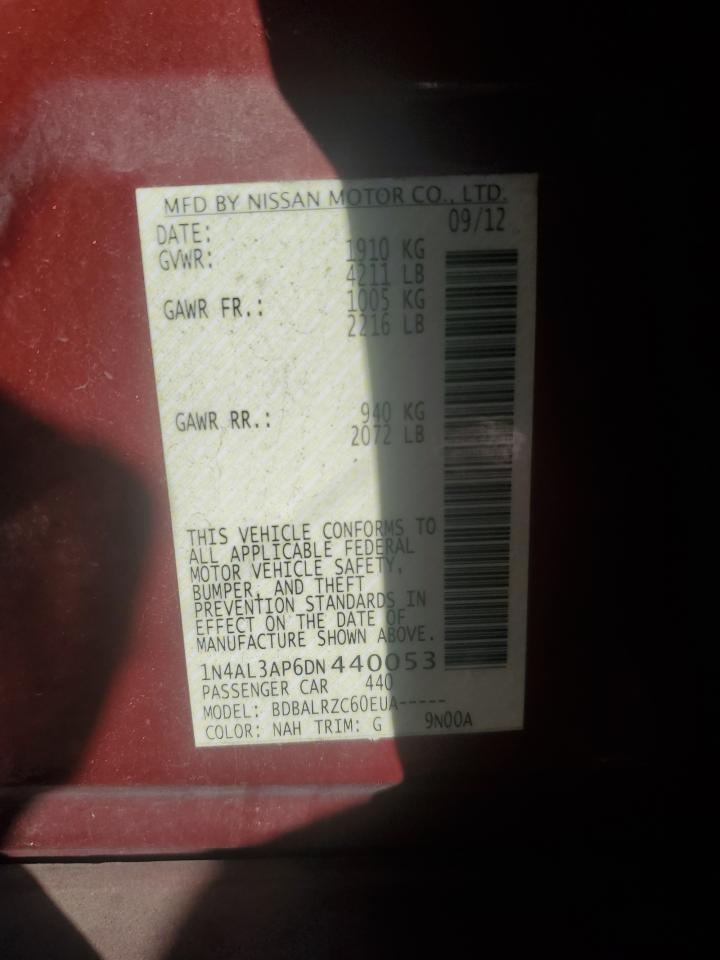 MFD BY NISSAN MOTOR CO., LTD.
DATE: 09/12
GVWR: 1910 KG
4211 LB
GAWR FR.: 1005 KG
2216 LB
GAWR RR.: 940 KG
2072 LB
THIS VEHICLE CONFORMS TO
ALL APPLICABLE FEDERAL
MOTOR VEHICLE SAFETY,
BUMPER, AND THEFT
PREVENTION STANDARDS IN
EFFECT ON THE DATE OF
MANUFACTURE SHOWN ABOVE.
1N4AL3AP6DN440053
PASSENGER CAR 440
MODEL: BDBALRZC60EUA-----
COLOR: NAH TRIM: G 9N00A